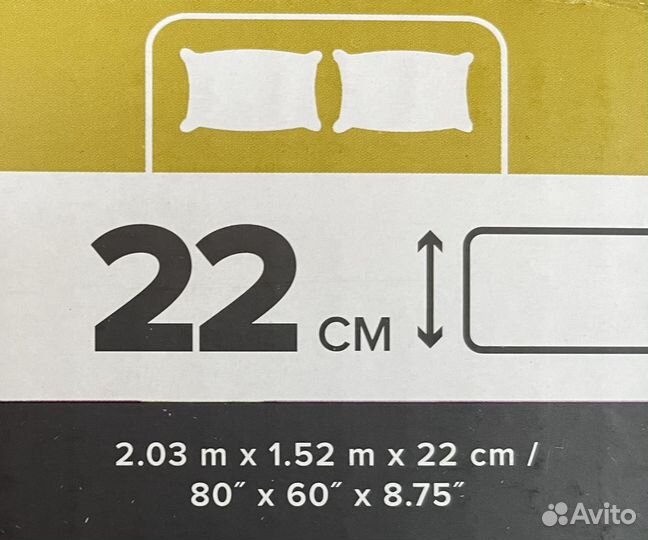 22 CM
2.03 m x 1.52 m x 22 cm /
80″ x 60″ x 8.75″
Avito